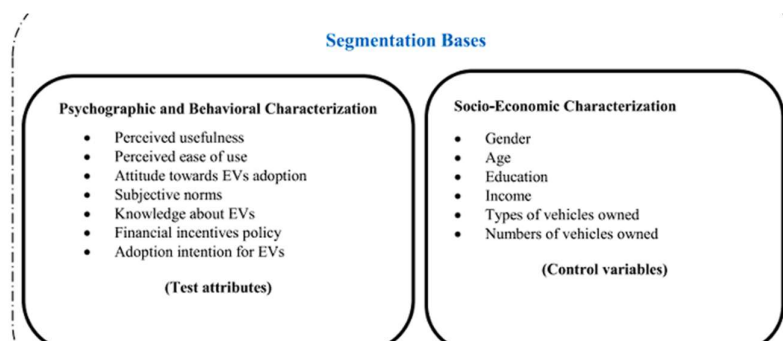 Segmentation Bases
Psychographic and Behavioral Characterization
• Perceived usefulness
• Perceived ease of use
• Attitude towards EVs adoption
• Subjective norms
• Knowledge about EVs
• Financial incentives policy
• Adoption intention for EVs
(Test attributes)
Socio-Economic Characterization
• Gender
• Age
• Education
• Income
• Types of vehicles owned
• Numbers of vehicles owned
(Control variables)